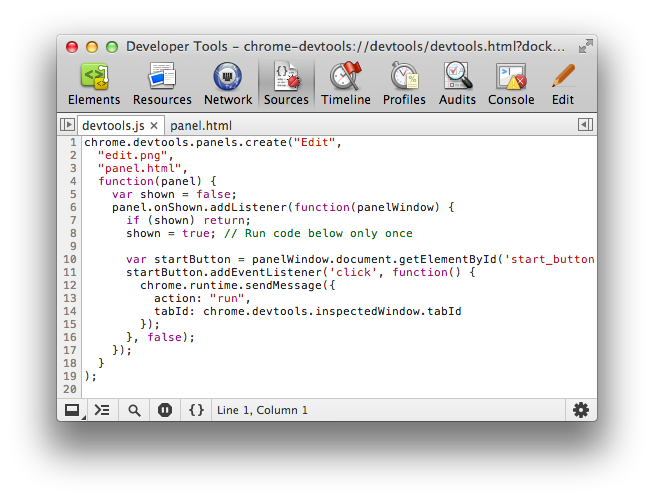 Developer Tools – chrome-devtools://devtools/devtools.html?dock…
Elements Resources Network Sources Timeline Profiles Audits Console Edit
devtools.js × panel.html
1 chrome.devtools.panels.create("Edit",
2   "edit.png",
3   "panel.html",
4   function(panel) {
5     var shown = false;
6     panel.onShown.addListener(function(panelWindow) {
7       if (shown) return;
8       shown = true; // Run code below only once
9
10       var startButton = panelWindow.document.getElementById('start_button
11       startButton.addEventListener('click', function() {
12         chrome.runtime.sendMessage({
13           action: "run",
14           tabId: chrome.devtools.inspectedWindow.tabId
15         });
16       }, false);
17     });
18   }
19 );
20
Line 1, Column 1